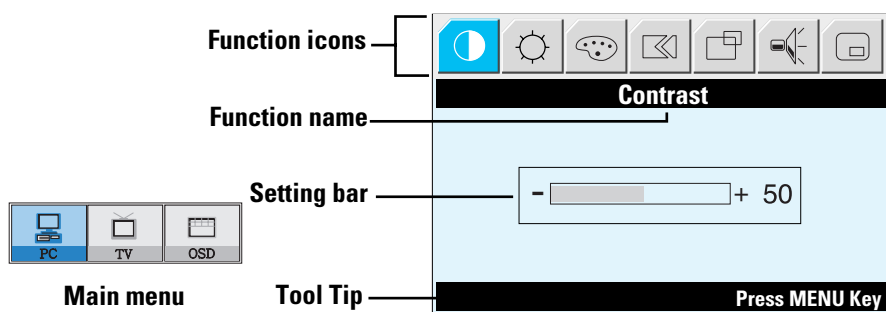 Function icons
Contrast
Function name
Setting bar
- + 50
PC TV OSD
Main menu
Tool Tip
Press MENU Key